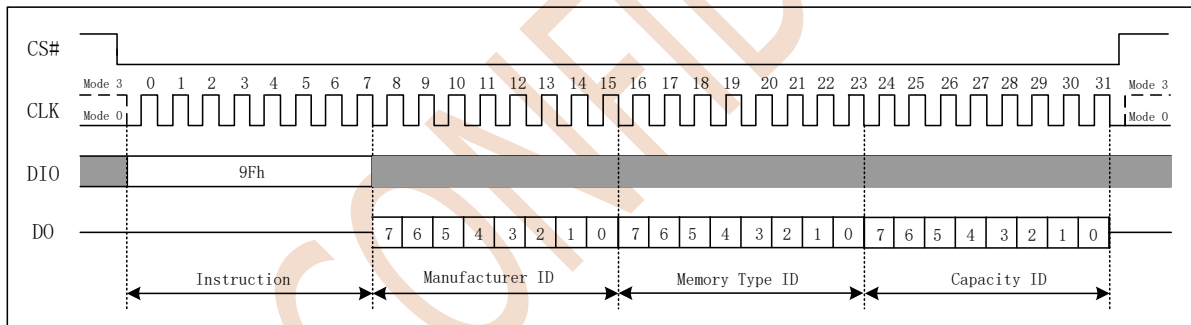 CONFID
CS#
Mode 3 0 1 2 3 4 5 6 7 8 9 10 11 12 13 14 15 16 17 18 19 20 21 22 23 24 25 26 27 28 29 30 31 Mode 3
CLK
Mode 0 Mode 0
DIO 9Fh
DO 7 6 5 4 3 2 1 0 7 6 5 4 3 2 1 0 7 6 5 4 3 2 1 0
Instruction Manufacturer ID Memory Type ID Capacity ID